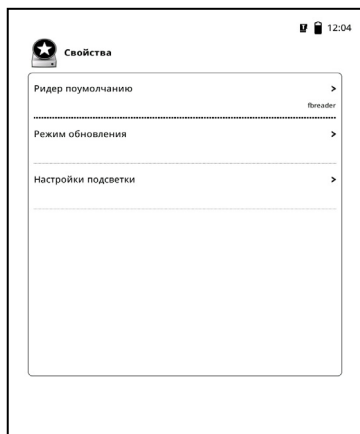 12:04
Свойства
Ридер поумолчанию >
fbreader
Режим обновления >
Настройки подсветки >